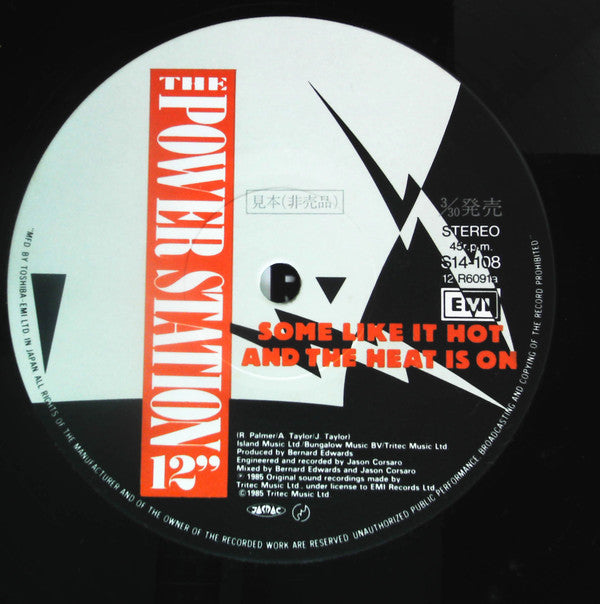 THE
POWER STATION
12"
見本(非売品)
3/30発売
STEREO
45r.p.m.
S14-108
12 R6091a
EMI
SOME LIKE IT HOT
AND THE HEAT IS ON
(R. Palmer/A. Taylor/J. Taylor)
Island Music Ltd./Bungalow Music BV/Tritec Music Ltd.
Produced by Bernard Edwards
Engineered and recorded by Jason Corsaro
Mixed by Bernard Edwards and Jason Corsaro
℗ 1985 Original sound recordings made by
Tritec Music Ltd., under license to EMI Records Ltd.
©1985 Tritec Music Ltd.
"MFD BY TOSHIBA-EMI LTD. IN JAPAN. ALL RIGHTS OF THE MANUFACTURER AND OF THE OWNER OF THE RECORDED WORK ARE RESERVED. UNAUTHORIZED PUBLIC PERFORMANCE, BROADCASTING AND COPYING OF THE RECORD PROHIBITED"